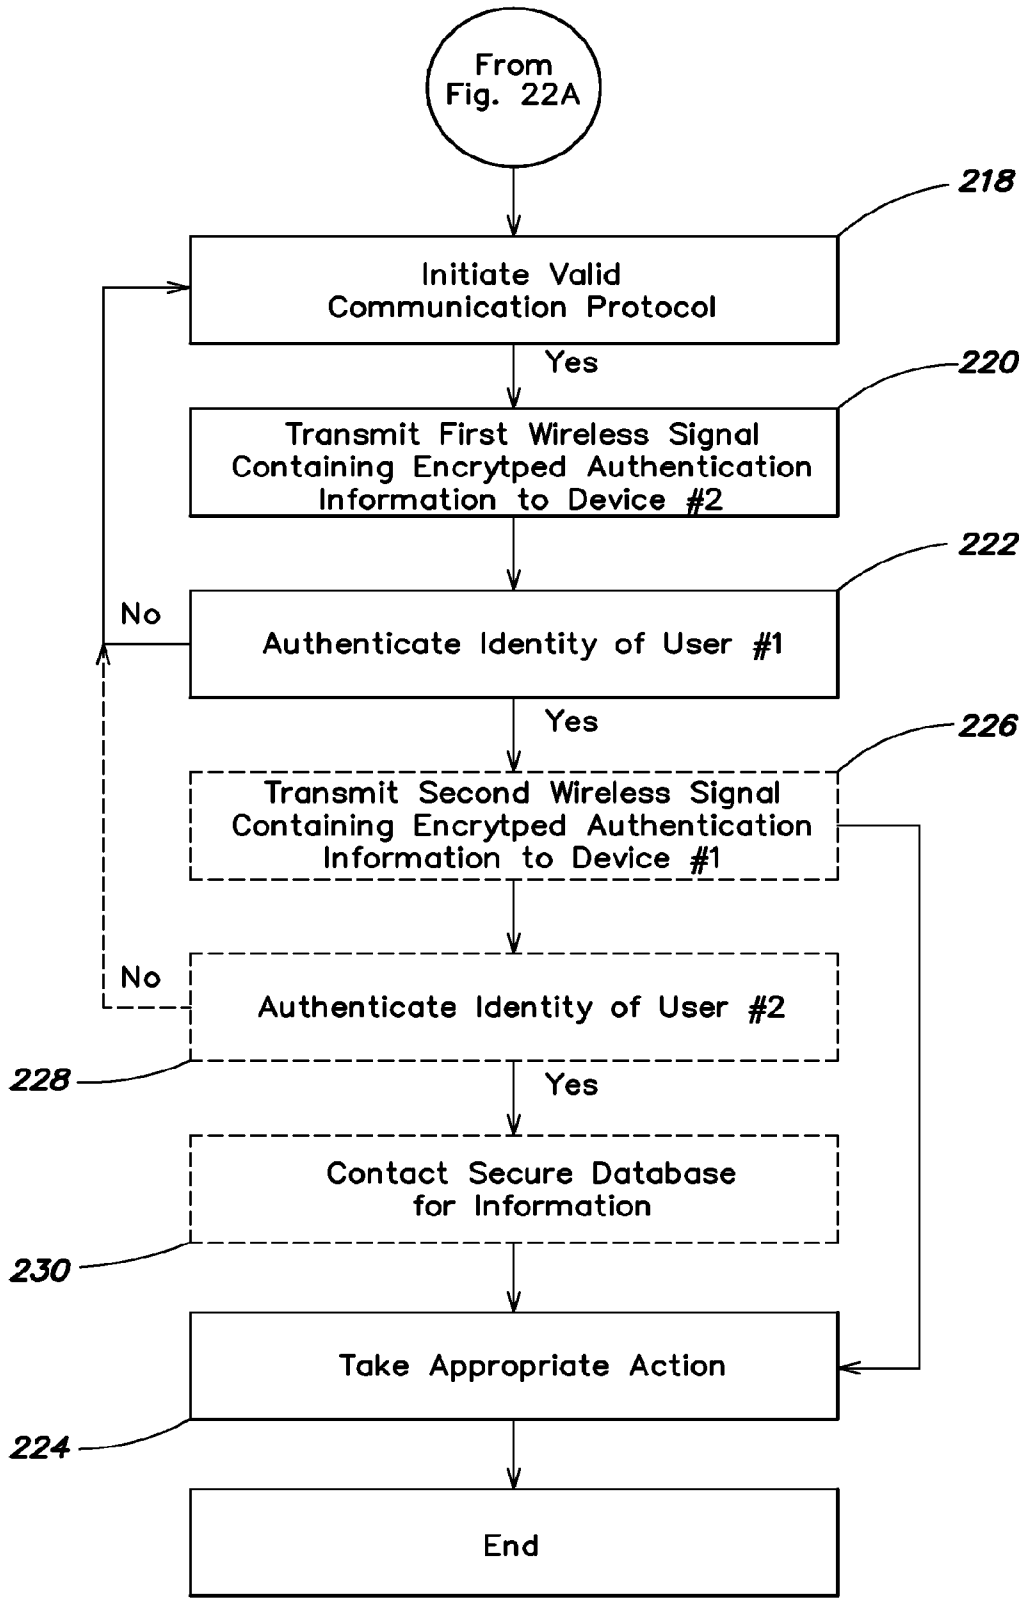 From
Fig. 22A
218
Initiate Valid
Communication Protocol
Yes
220
Transmit First Wireless Signal
Containing Encrytped Authentication
Information to Device #2
222
No
Authenticate Identity of User #1
Yes
226
Transmit Second Wireless Signal
Containing Encrytped Authentication
Information to Device #1
No
Authenticate Identity of User #2
228
Yes
Contact Secure Database
for Information
230
Take Appropriate Action
224
End